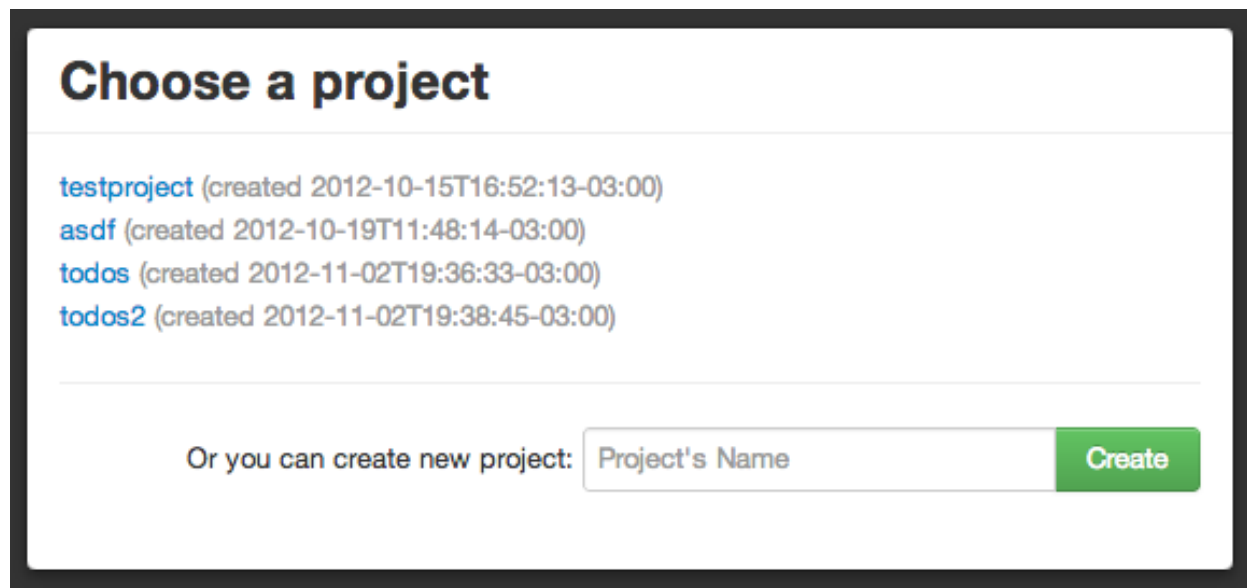 Choose a project
testproject (created 2012-10-15T16:52:13-03:00)
asdf (created 2012-10-19T11:48:14-03:00)
todos (created 2012-11-02T19:36:33-03:00)
todos2 (created 2012-11-02T19:38:45-03:00)
Or you can create new project: Project's Name Create